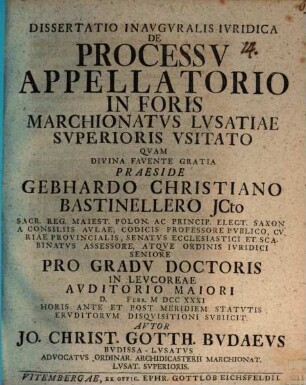 DISSERTATIO INAVGVRALIS IVRIDICA
DE
PROCESSV
24.
APPELLATORIO
IN FORIS
MARCHIONATVS LVSATIAE
SVPERIORIS VSITATO
QVAM
DIVINA FAVENTE GRATIA
PRAESIDE
GEBHARDO CHRISTIANO
BASTINELLERO JCto
SACR. REG. MAIEST. POLON. AC PRINCIP. ELECT. SAXON
A CONSILIIS AVLAE, CODICIS PROFESSORE PVBLICO, CV
RIAE PROVINCIALIS, SENATVS ECCLESIASTICI ET SCA
BINATVS ASSESSORE, ATQVE ORDINIS IVRIDICI
SENIORE
PRO GRADV DOCTORIS
IN LEVCOREAE
AVDITORIO MAIORI
D. FEBR. M DCC XXXI
HORIS ANTE ET POST MERIDIEM STATVTIS
ERVDITORVM DISQVISITIONI SVBIICIT
AVTOR
JO. CHRIST. GOTTH. BVDAEVS
BVDISSA-LVSATVS
ADVOCATVS ORDINAR. ARCHIDICASTERII MARCHIONAT.
LVSAT. SVPERIORIS.
VITEMBERGAE, EX OFFIC. EPHR. GOTTLOB EICHSFELDII.